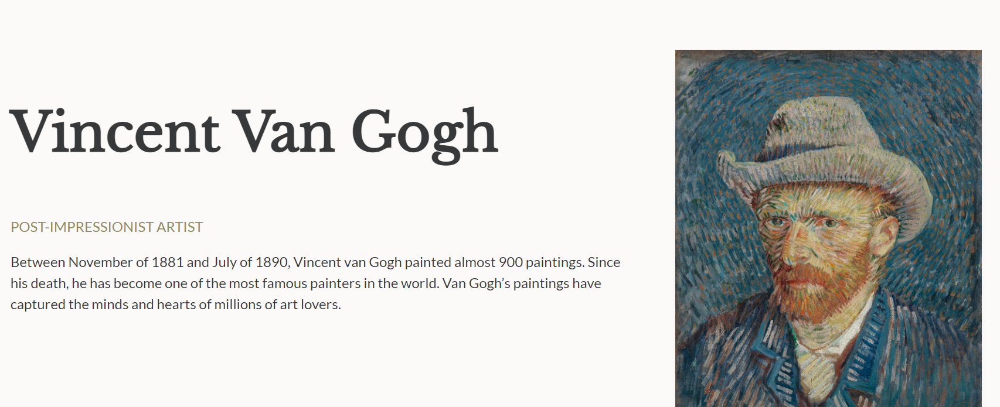 Vincent Van Gogh
POST-IMPRESSIONIST ARTIST
Between November of 1881 and July of 1890, Vincent van Gogh painted almost 900 paintings. Since
his death, he has become one of the most famous painters in the world. Van Gogh’s paintings have
captured the minds and hearts of millions of art lovers.